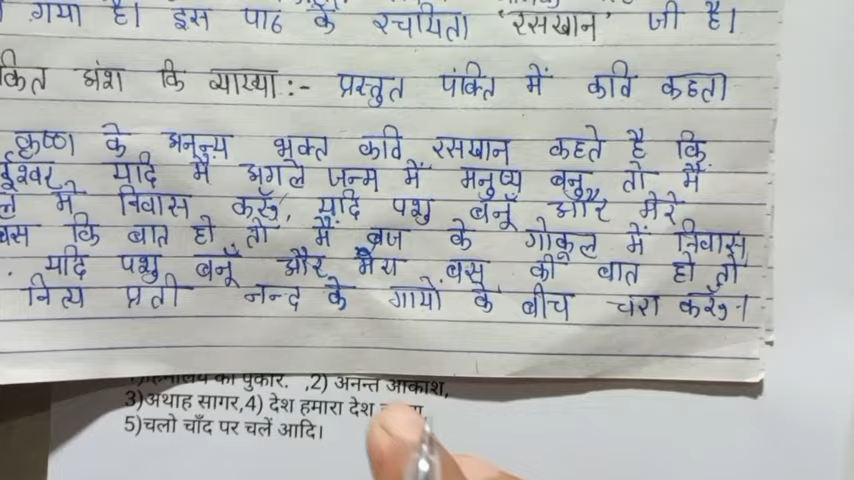 गया है। इस पाठ के रचयिता 'रसखान' जी है।
कित अंश कि व्याख्या:- प्रस्तुत पंक्ति में कवि कहता
कृष्ण के अनन्य भक्त कवि रसखान कहते है कि
ईश्वर यदि मैं अगले जन्म में मनुष्य बनु तो मैं
में निवास करूँ, यदि पशु बनूँ और मेरे
बस कि बात हो तो मैं ब्रज के गोकूल में निवास
यदि पशु बनूँ और मेरा बस की बात हो तो
नित्य प्रती नन्द के गायों के बीच चरा करूँ।
का पुकार. ,2) अनन्त आकाश,
3)अथाह सागर,4) देश हमारा देश
5)चलो चाँद पर चलें आदि।